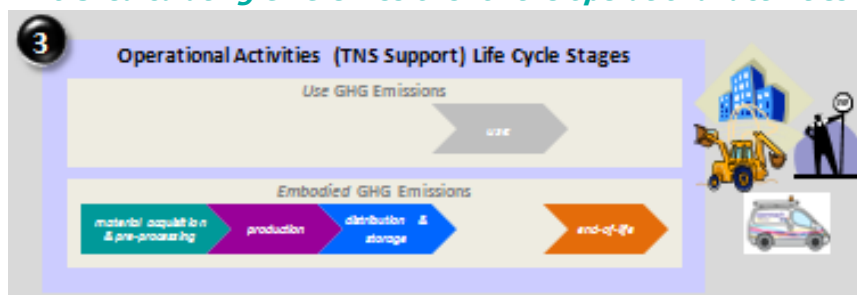 3
Operational Activities (TNS Support) Life Cycle Stages
Use GHG Emissions
use
Embodied GHG Emissions
material acquisition
& pre-processing
production
distribution &
storage
end-of-life